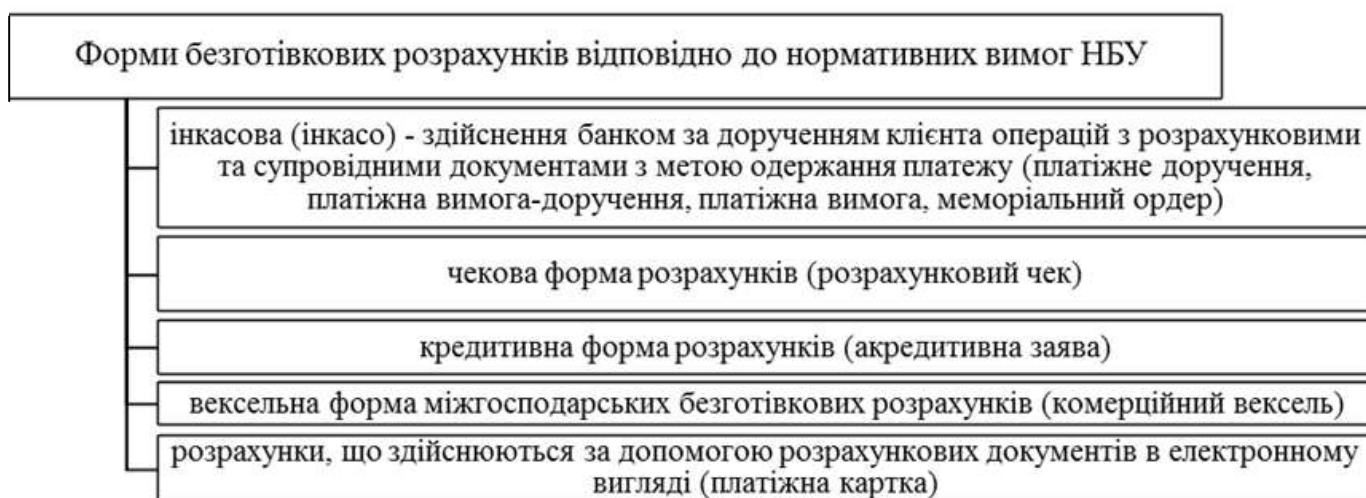 Форми безготівкових розрахунків відповідно до нормативних вимог НБУ
інкасова (інкасо) - здійснення банком за дорученням клієнта операцій з розрахунковими
та супровідними документами з метою одержання платежу (платіжне доручення,
платіжна вимога-доручення, платіжна вимога, меморіальний ордер)
чекова форма розрахунків (розрахунковий чек)
кредитивна форма розрахунків (акредитивна заява)
вексельна форма міжгосподарських безготівкових розрахунків (комерційний вексель)
розрахунки, що здійснюються за допомогою розрахункових документів в електронному
вигляді (платіжна картка)